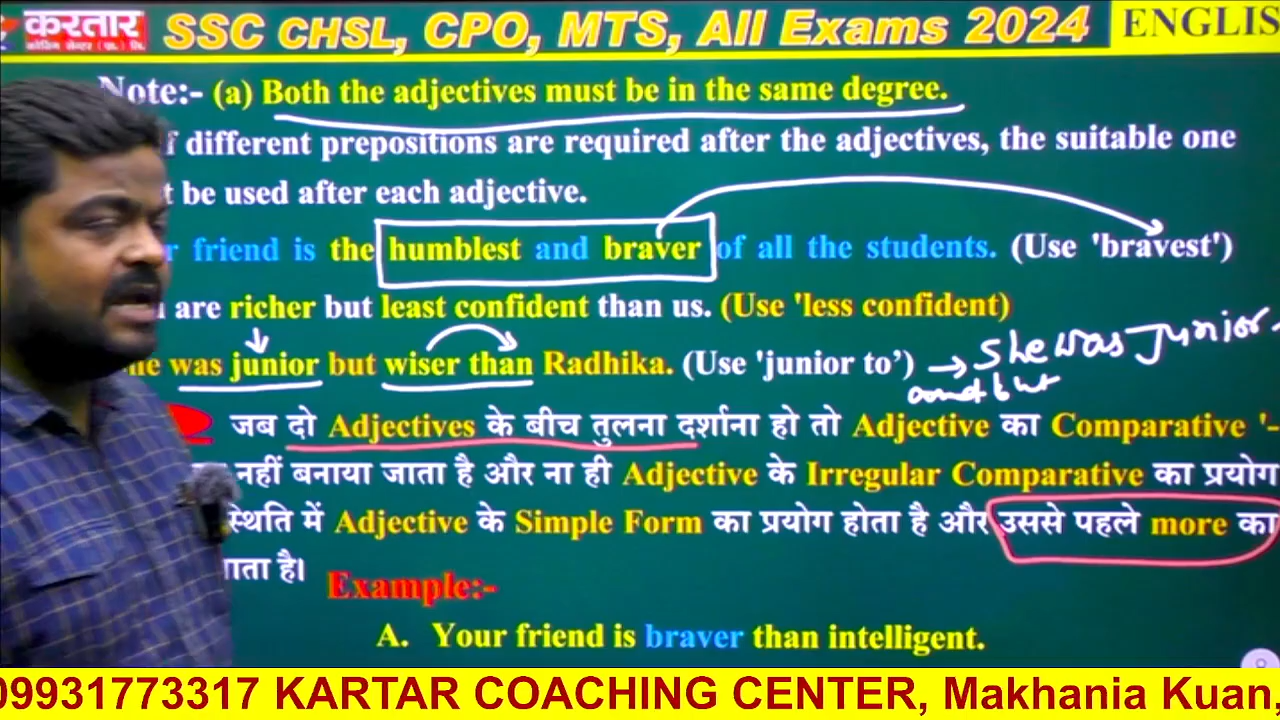 करतार
SSC CHSL, CPO, MTS, All Exams 2024
ENGLIS
Note:- (a) Both the adjectives must be in the same degree.
f different prepositions are required after the adjectives, the suitable one
t be used after each adjective.
r friend is the humblest and braver of all the students. (Use 'bravest')
are richer but least confident than us. (Use 'less confident)
he was junior but wiser than Radhika. (Use 'junior to’) → She was Junior
जब दो Adjectives के बीच तुलना दर्शाना हो तो Adjective का Comparative '-
नहीं बनाया जाता है और ना ही Adjective के Irregular Comparative का प्रयोग
स्थिति में Adjective के Simple Form का प्रयोग होता है और उससे पहले more का
जाता है।
Example:-
A. Your friend is braver than intelligent.
09931773317 KARTAR COACHING CENTER, Makhania Kuan,